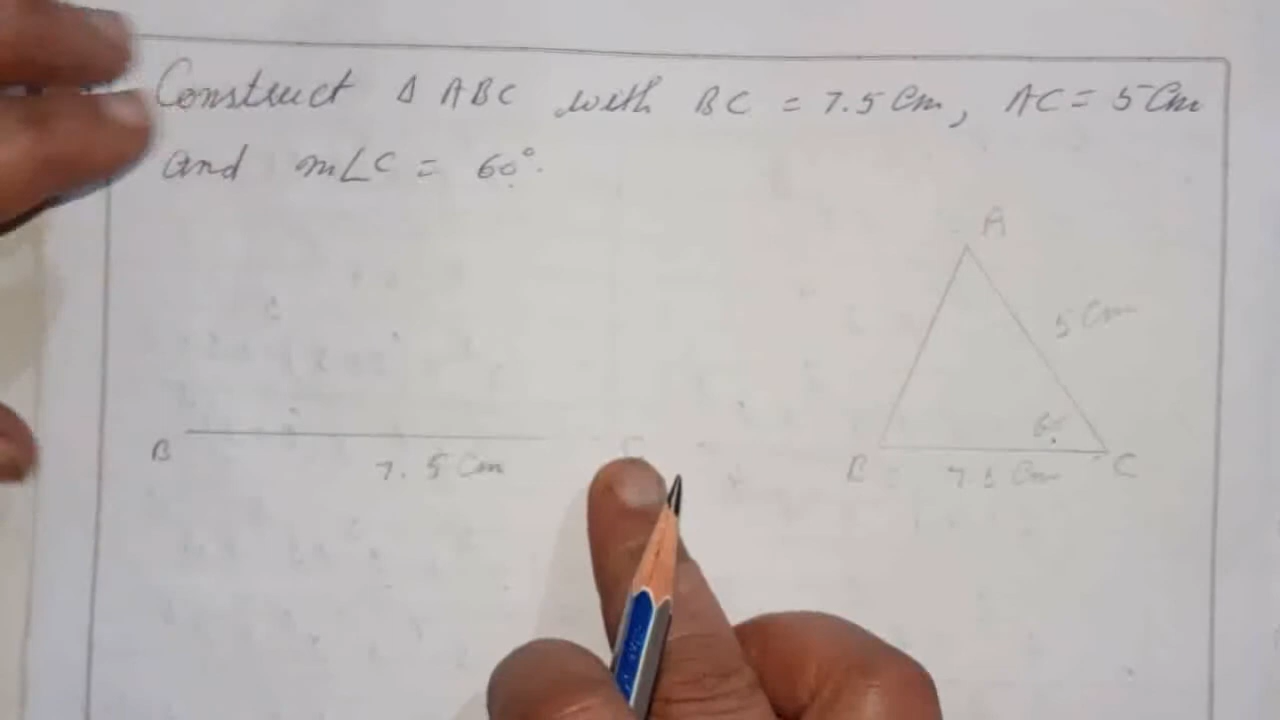 Construct Δ ABC with BC = 7.5 Cm, AC = 5 Cm
and m∠C = 60°.
A
5 Cm
60
B C
7.5 Cm
B C
7.5 Cm